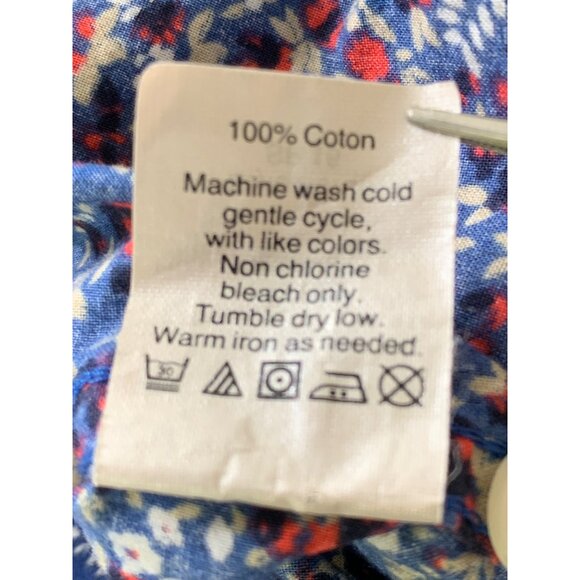 100% Coton
Machine wash cold
gentle cycle,
with like colors.
Non chlorine
bleach only.
Tumble dry low.
Warm iron as needed.
30